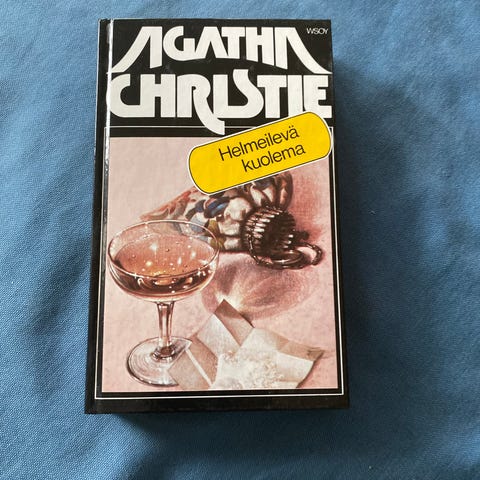 WSOY
AGATHA
CHRISTIE
Helmeilevä
kuolema